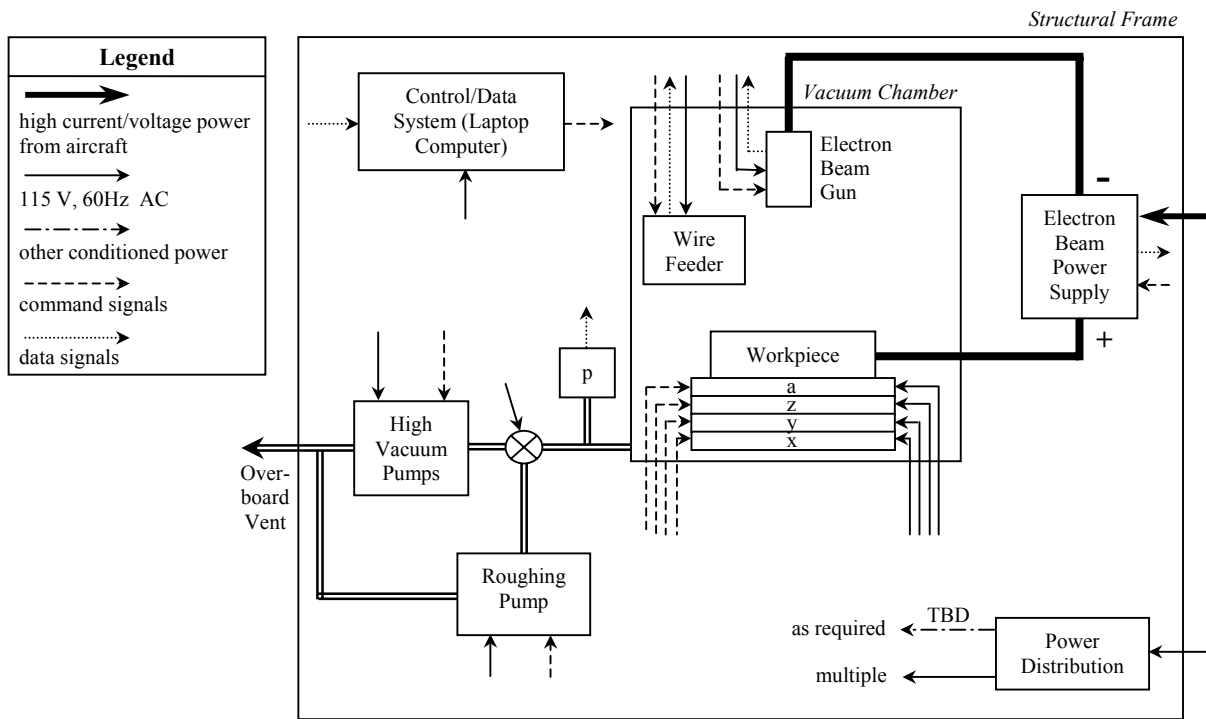 Structural Frame
Legend
high current/voltage power
from aircraft
115 V, 60Hz  AC
other conditioned power
command signals
data signals
Control/Data
System (Laptop
Computer)
Vacuum Chamber
Electron
Beam
Gun
Wire
Feeder
-
Electron
Beam
Power
Supply
+
Workpiece
a
z
y
x
p
High
Vacuum
Pumps
Over-
board
Vent
Roughing
Pump
as required
TBD
multiple
Power
Distribution